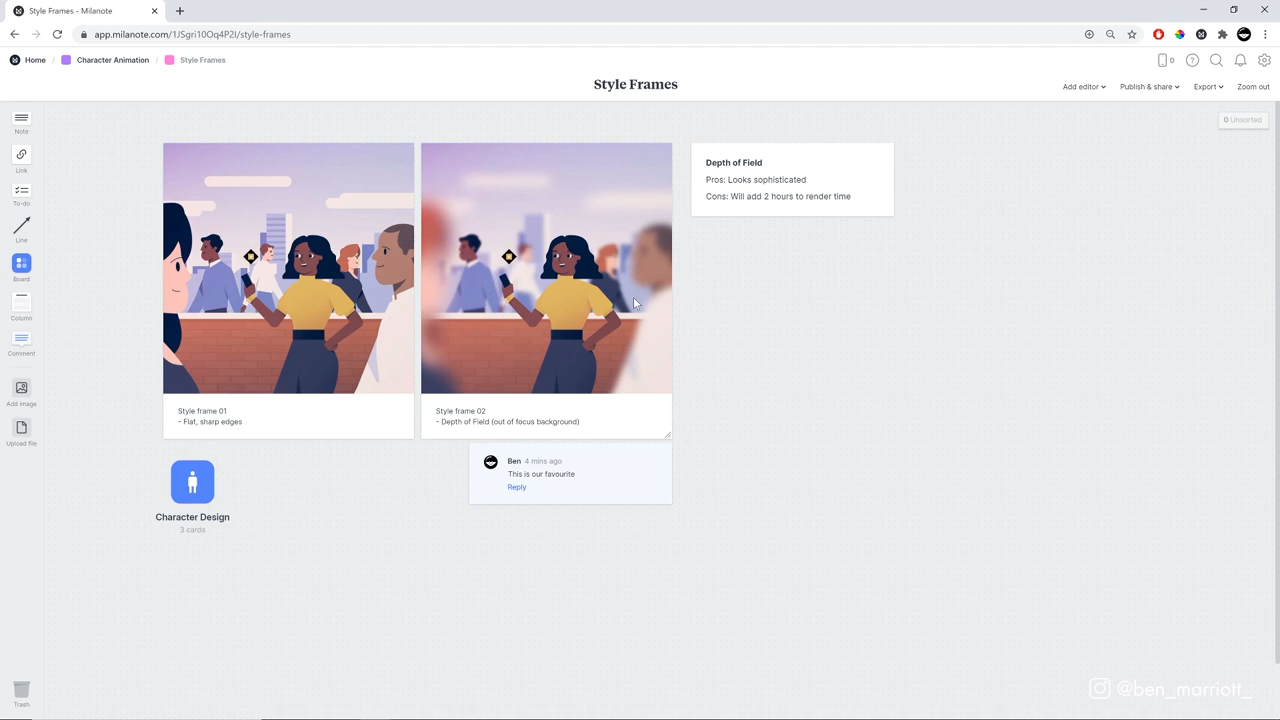 Style Frames - Milanote
app.milanote.com/1JSgri10Oq4P2I/style-frames
Home
Character Animation
Style Frames
0
Style Frames
Add editor
Publish & share
Export
Zoom out
0 Unsorted
Note
Link
To-do
Line
Board
Column
Comment
Add image
Upload file
Trash
Style frame 01
- Flat, sharp edges
Style frame 02
- Depth of Field (out of focus background)
Depth of Field
Pros: Looks sophisticated
Cons: Will add 2 hours to render time
Ben 4 mins ago
This is our favourite
Reply
Character Design
3 cards
@ben_marriott_